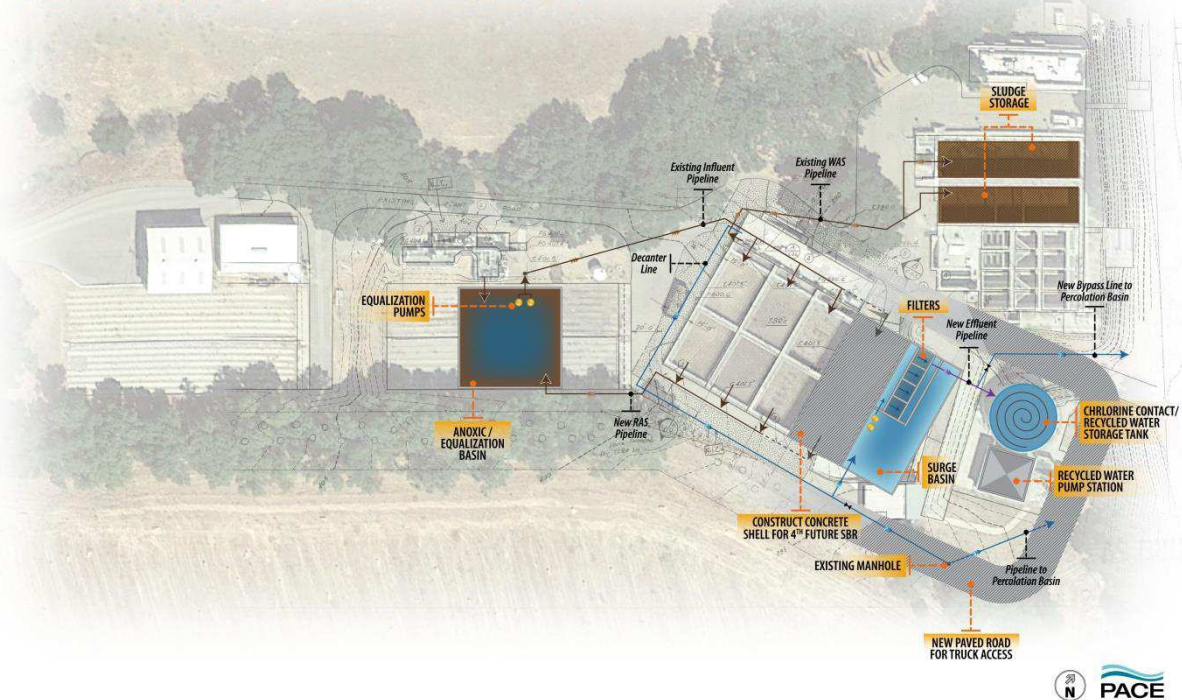 SLUDGE
STORAGE
Existing Influent
Pipeline
Existing WAS
Pipeline
Decanter
Line
EQUALIZATION
PUMPS
FILTERS
New Bypass Line to
Percolation Basin
New Effluent
Pipeline
ANOXIC /
EQUALIZATION
BASIN
New RAS
Pipeline
CHRLORINE CONTACT/
RECYCLED WATER
STORAGE TANK
SURGE
BASIN
RECYCLED WATER
PUMP STATION
CONSTRUCT CONCRETE
SHELL FOR 4TH FUTURE SBR
EXISTING MANHOLE
Pipeline to
Percolation Basin
NEW PAVED ROAD
FOR TRUCK ACCESS
N
PACE